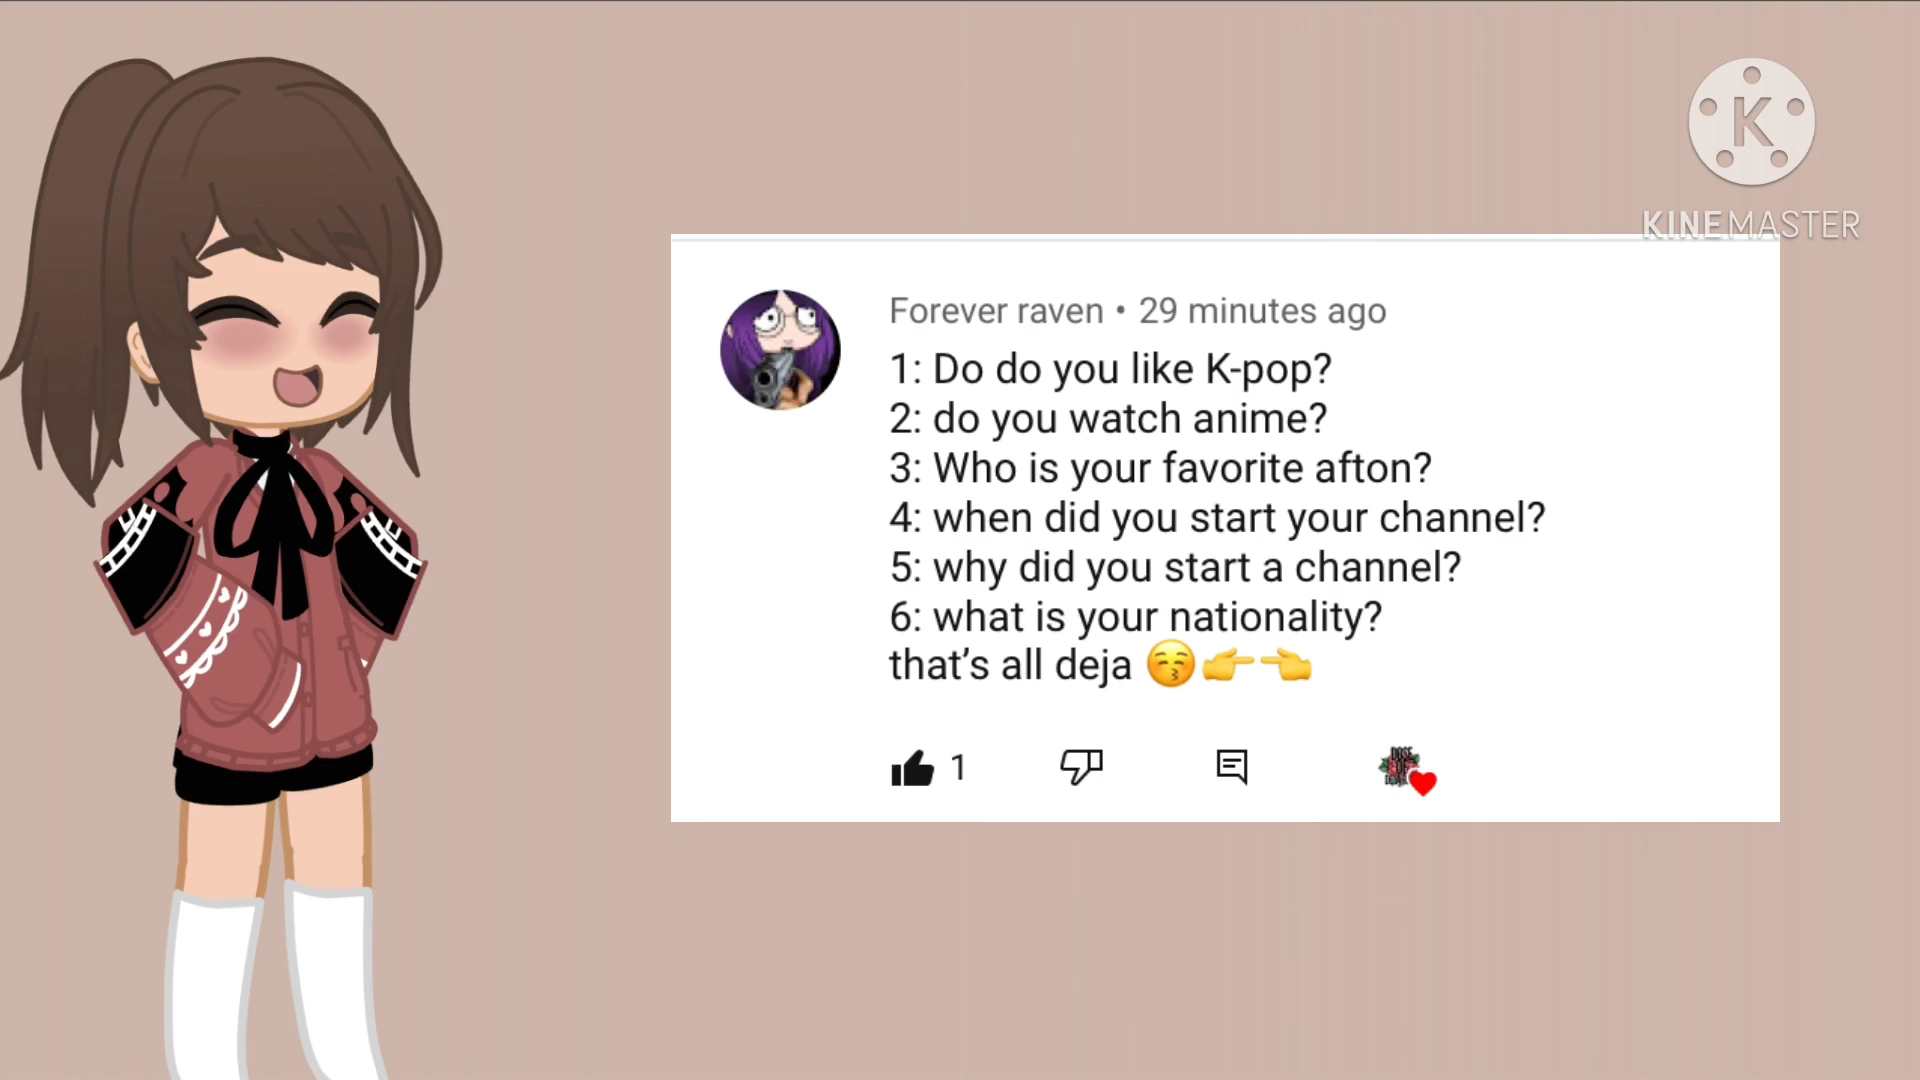 K
KINEMASTER
Forever raven • 29 minutes ago
1: Do do you like K-pop?
2: do you watch anime?
3: Who is your favorite afton?
4: when did you start your channel?
5: why did you start a channel?
6: what is your nationality?
that's all deja 😚👉👈
1
DOSE
OF